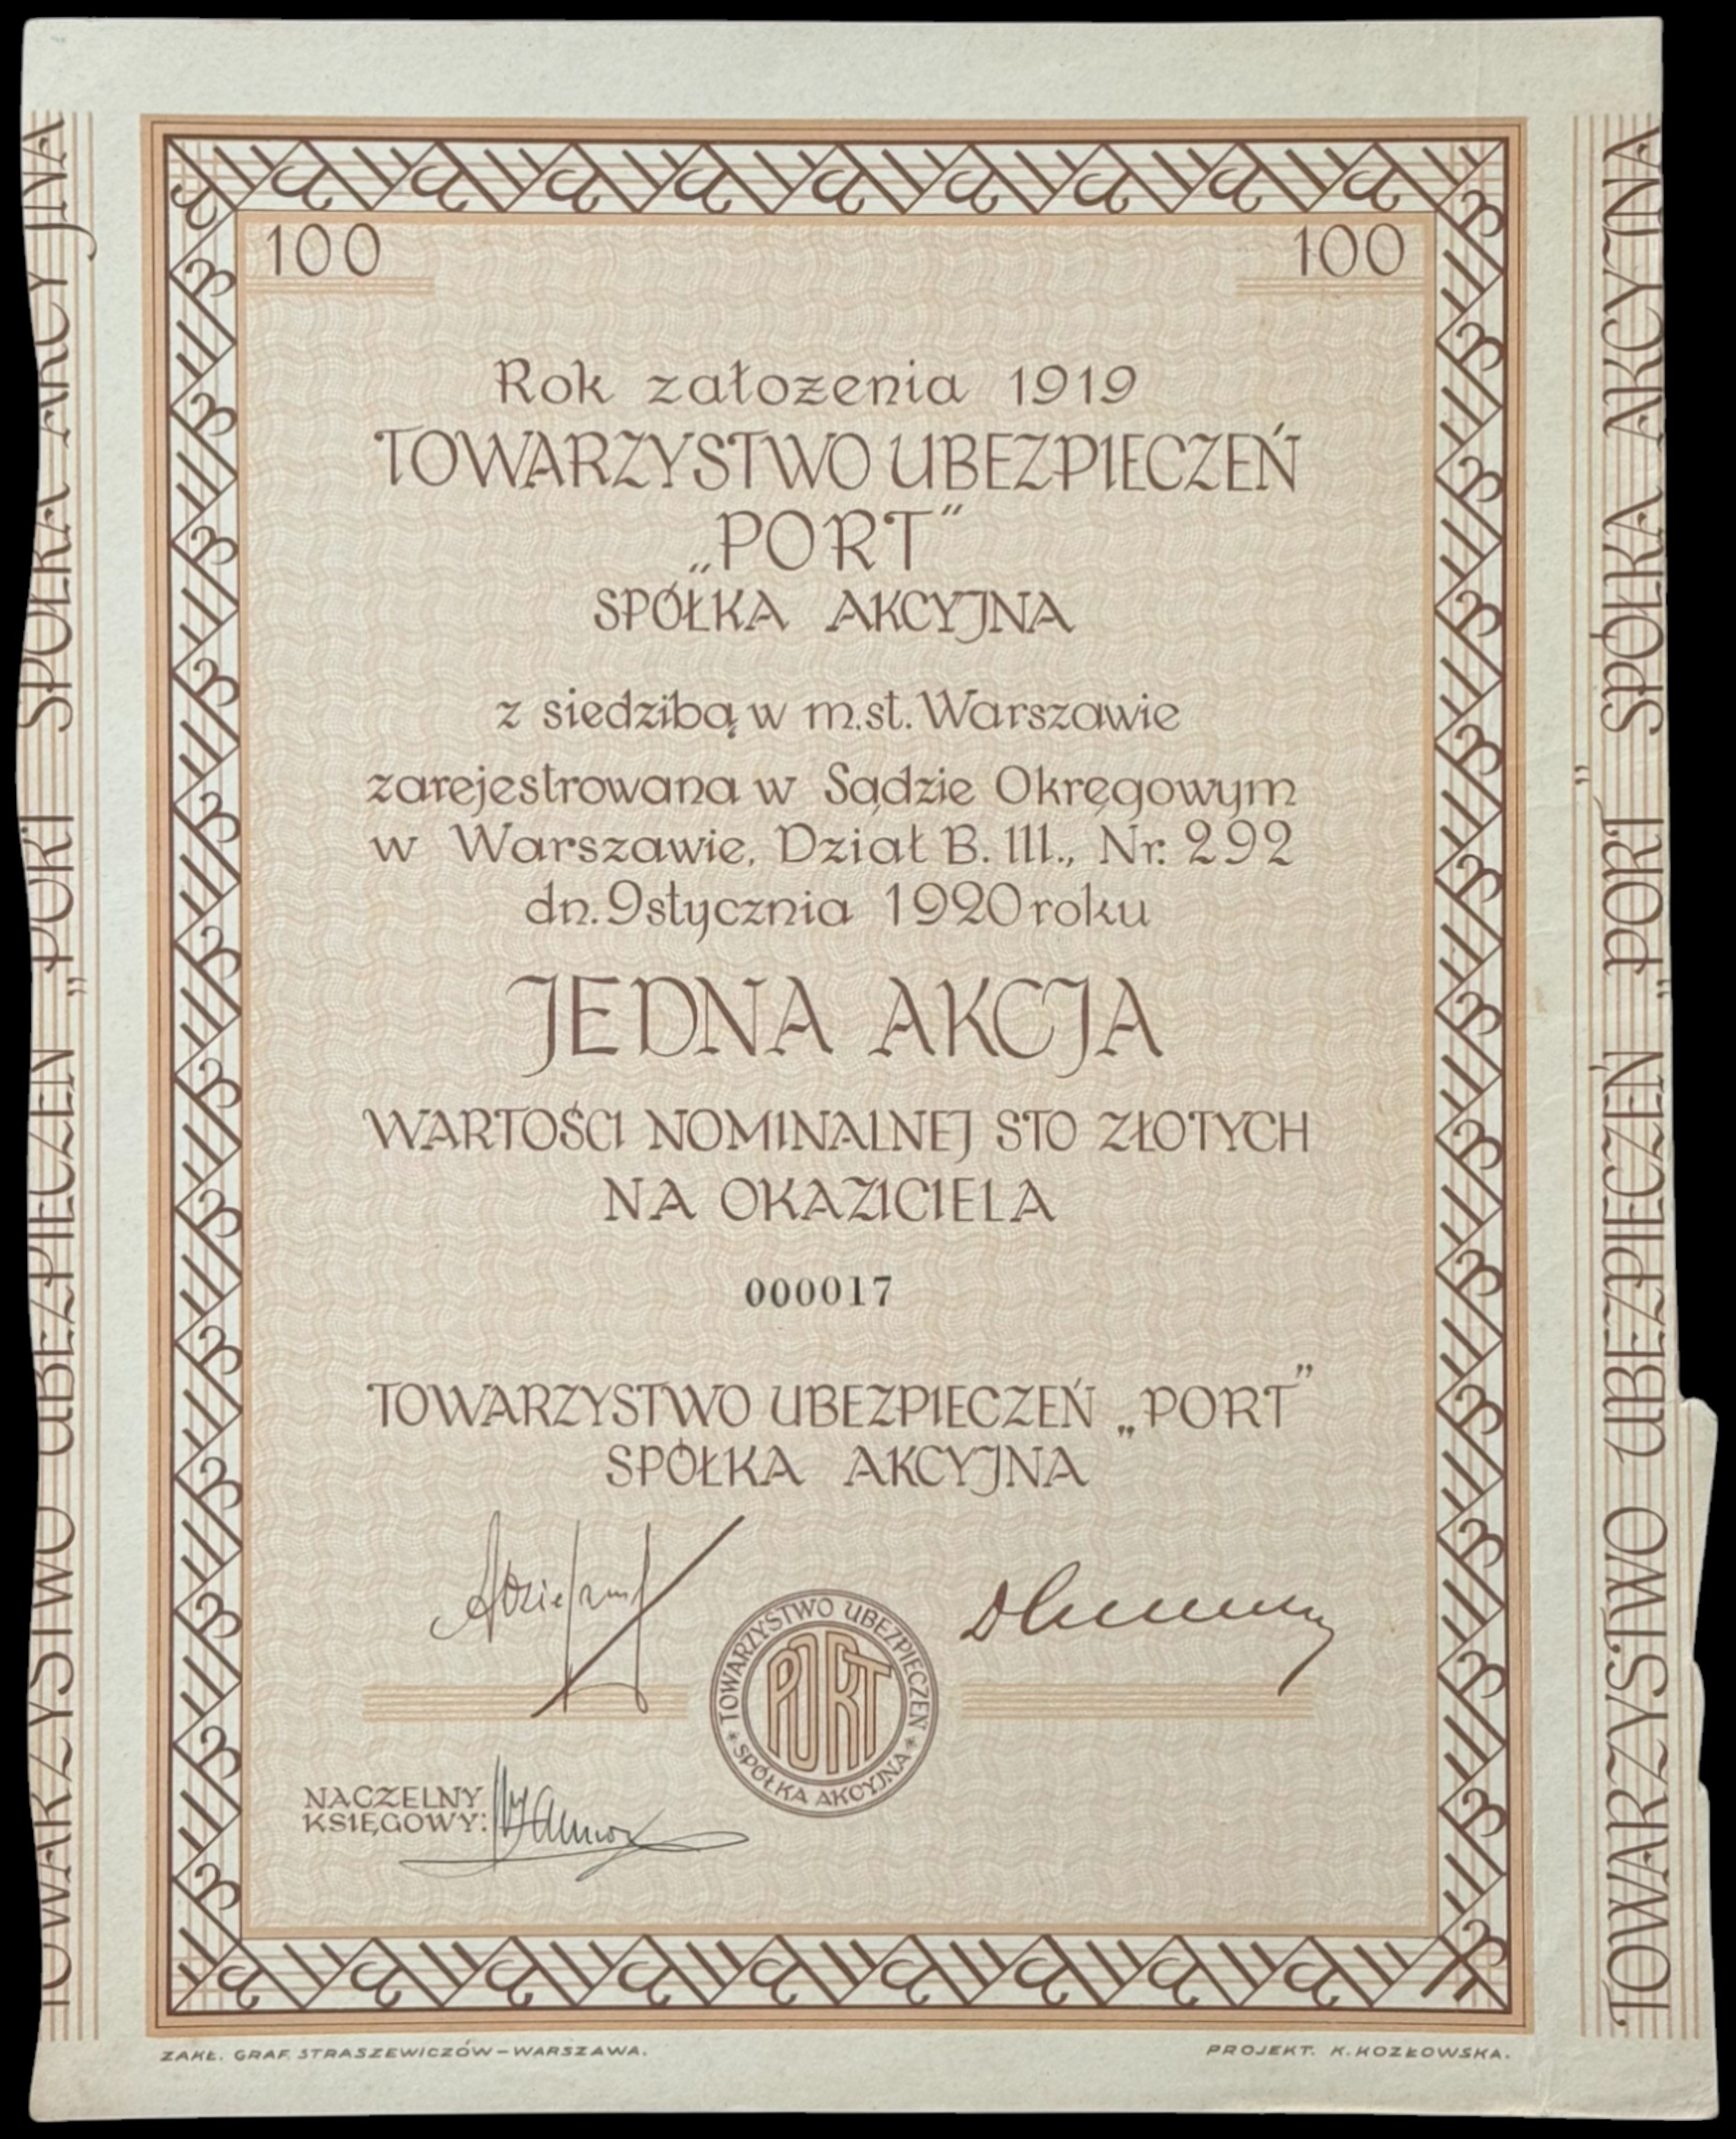 100
100
Rok założenia 1919
TOWARZYSTWO UBEZPIECZEŃ
„PORT”
SPÓŁKA AKCYJNA
z siedzibą w m.st. Warszawie
zarejestrowana w Sądzie Okręgowym
w Warszawie, Dział B. III., Nr. 292
dn. 9 stycznia 1920 roku
JEDNA AKCJA
WARTOŚCI NOMINALNEJ STO ZŁOTYCH
NA OKAZICIELA
000017
TOWARZYSTWO UBEZPIECZEŃ „PORT”
SPÓŁKA AKCYJNA
TOWARZYSTWO UBEZPIECZEŃ
PORT
* SPÓŁKA AKCYJNA *
NACZELNY
KSIĘGOWY:
ZAKŁ. GRAF. STRASZEWICZÓW – WARSZAWA.
PROJEKT. K. KOZŁOWSKA.
TOWARZYSTWO UBEZPIECZEŃ „PORT” SPÓŁKA AKCYJNA
TOWARZYSTWO UBEZPIECZEŃ „PORT” SPÓŁKA AKCYJNA